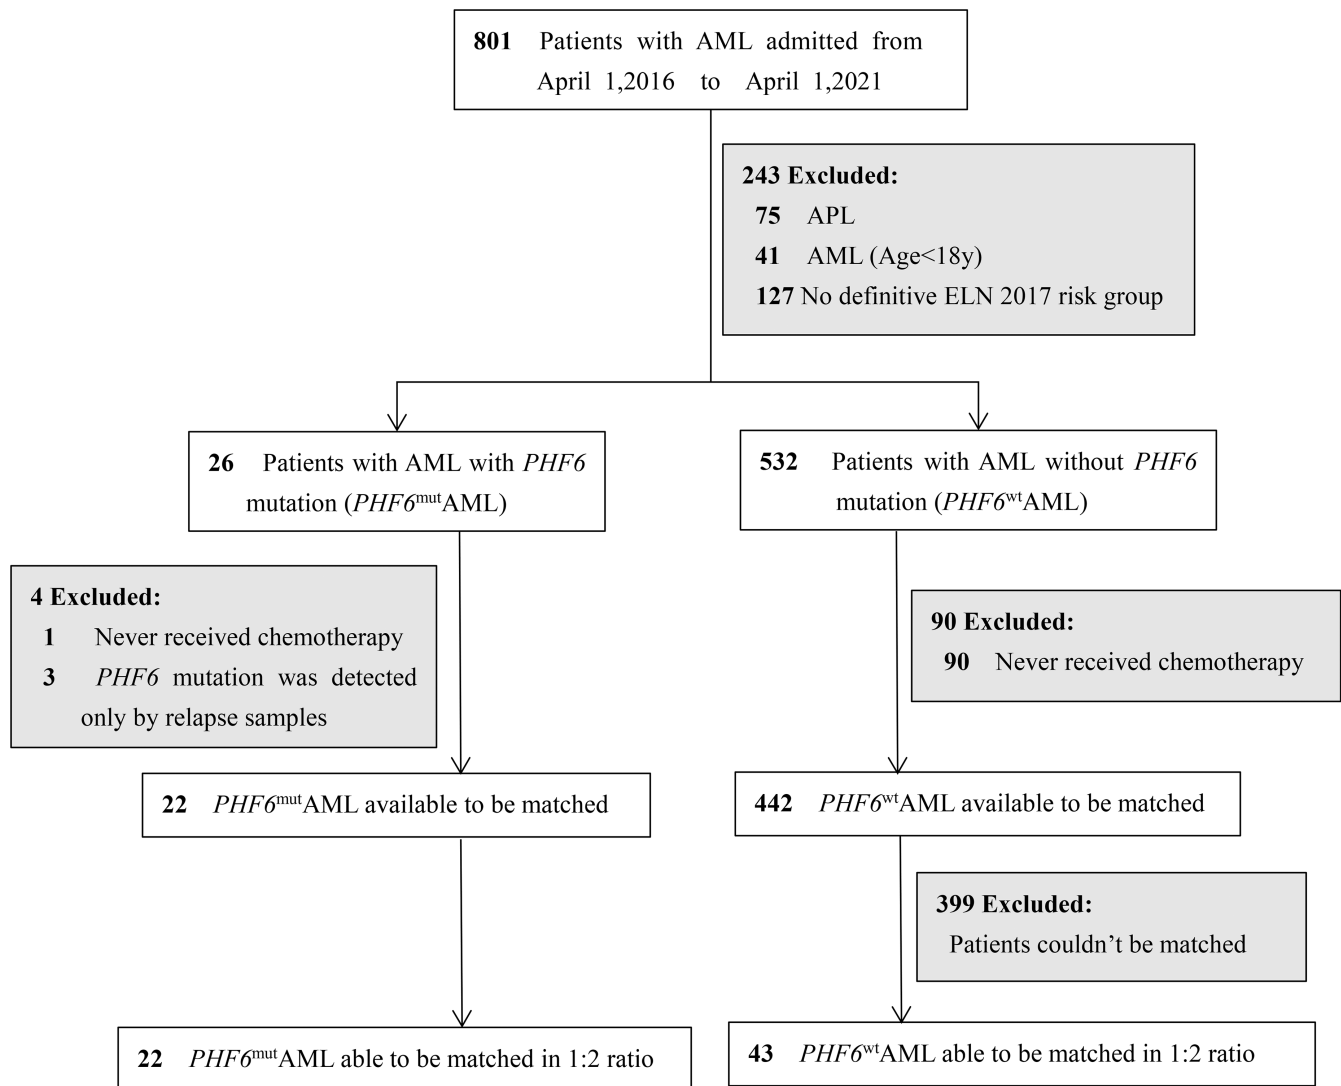 801 Patients with AML admitted from
April 1,2016 to April 1,2021
243 Excluded:
75 APL
41 AML (Age<18y)
127 No definitive ELN 2017 risk group
26 Patients with AML with PHF6
mutation (PHF6mutAML)
532 Patients with AML without PHF6
mutation (PHF6wtAML)
4 Excluded:
1 Never received chemotherapy
3 PHF6 mutation was detected
only by relapse samples
90 Excluded:
90 Never received chemotherapy
22 PHF6mutAML available to be matched
442 PHF6wtAML available to be matched
399 Excluded:
Patients couldn’t be matched
22 PHF6mutAML able to be matched in 1:2 ratio
43 PHF6wtAML able to be matched in 1:2 ratio